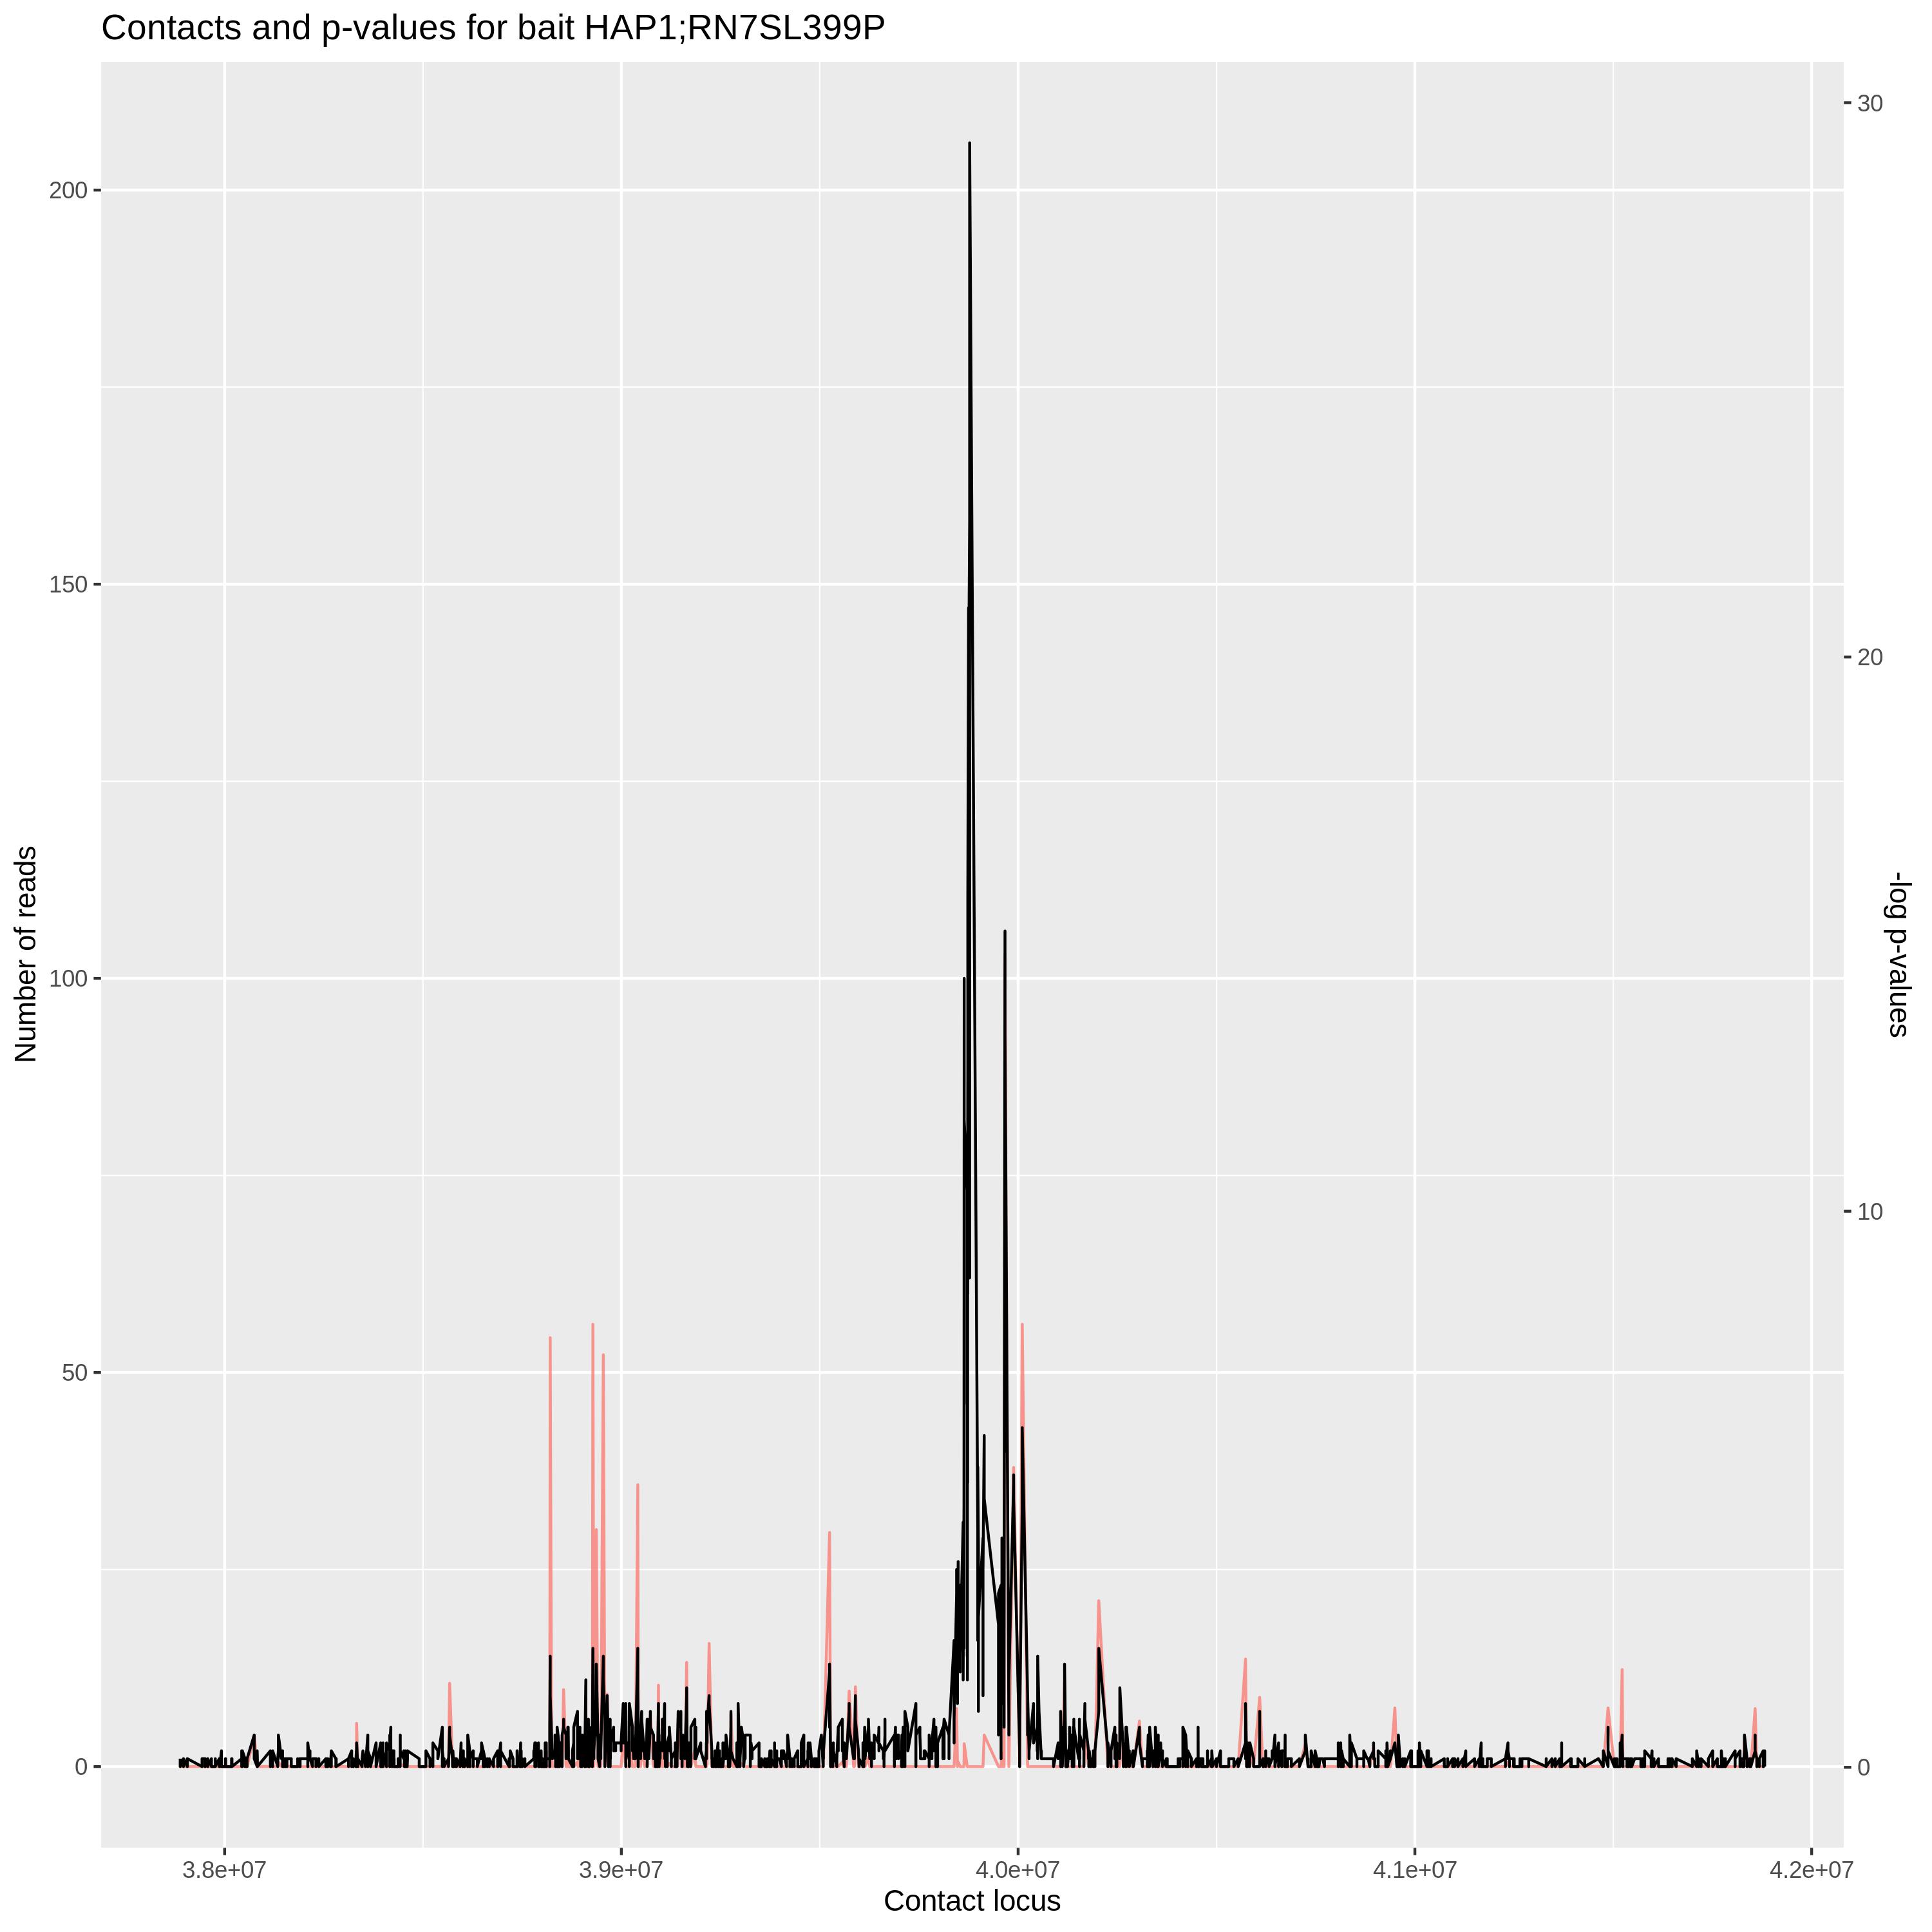 Contacts and p-values for bait HAP1;RN7SL399P
Number of reads
200
150
100
50
0
30
20
10
0
-log p-values
3.8e+07 3.9e+07 4.0e+07 4.1e+07 4.2e+07
Contact locus